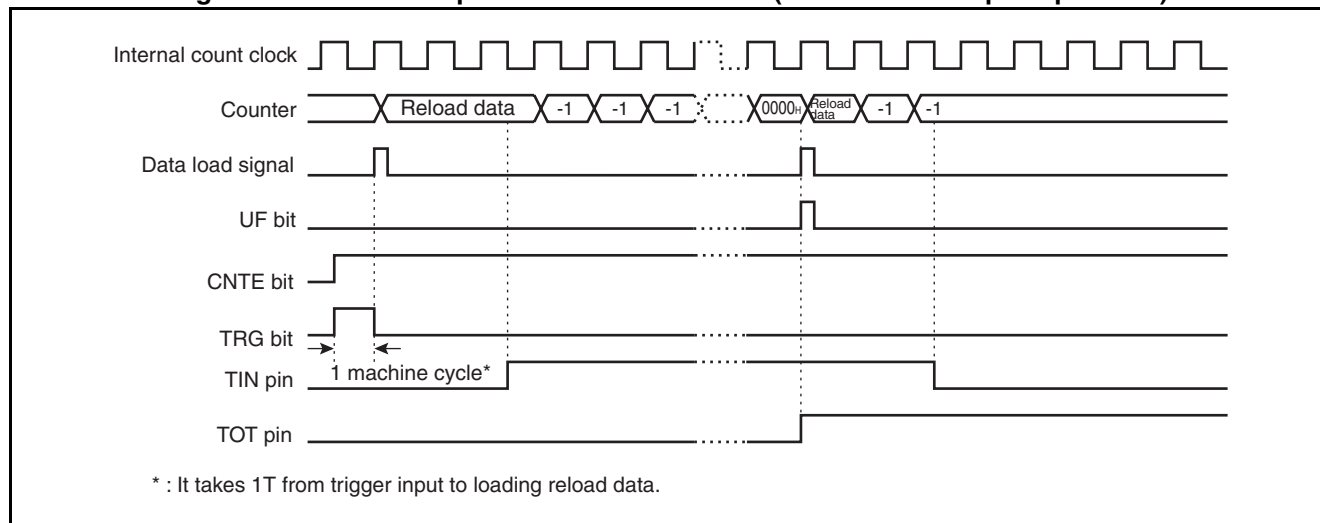 Internal count clock
Counter
Reload data
-1
-1
-1
0000H
Reload data
-1
-1
Data load signal
UF bit
CNTE bit
TRG bit
1 machine cycle*
TIN pin
TOT pin
* : It takes 1T from trigger input to loading reload data.